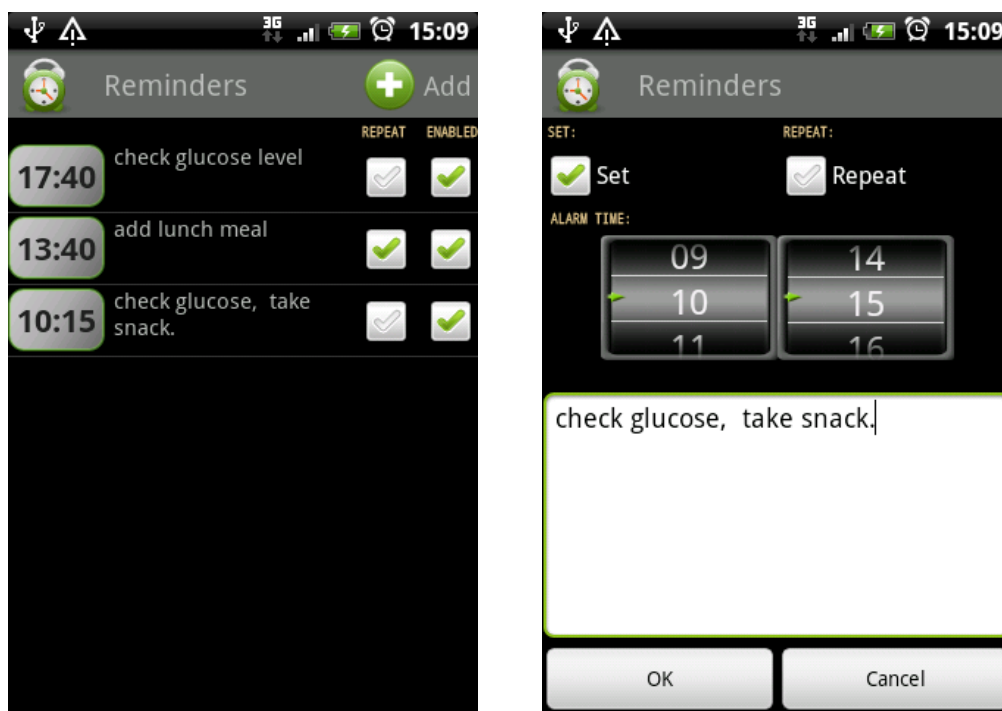 3G 15:09
Reminders Add
REPEAT ENABLED
17:40 check glucose level
13:40 add lunch meal
10:15 check glucose, take
snack.
3G 15:09
Reminders
SET: REPEAT:
Set Repeat
ALARM TIME:
09 14
10 15
11 16
check glucose, take snack.
OK Cancel